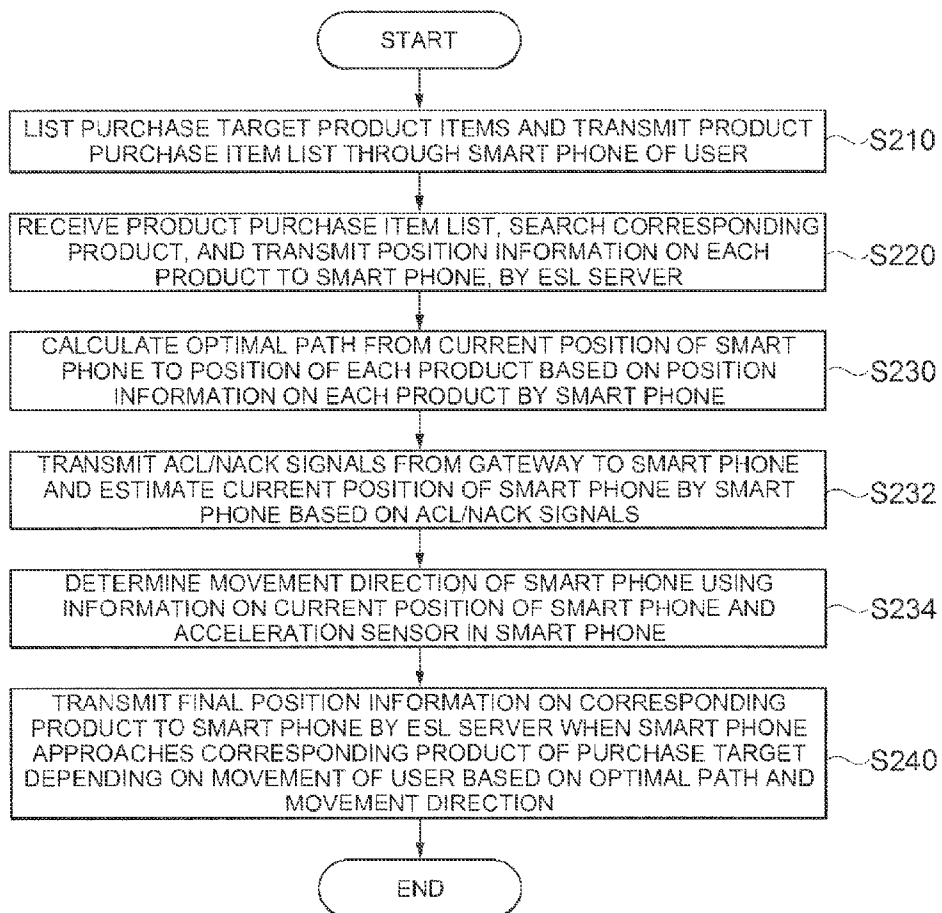 START
LIST PURCHASE TARGET PRODUCT ITEMS AND TRANSMIT PRODUCT
PURCHASE ITEM LIST THROUGH SMART PHONE OF USER
S210
RECEIVE PRODUCT PURCHASE ITEM LIST, SEARCH CORRESPONDING
PRODUCT, AND TRANSMIT POSITION INFORMATION ON EACH
PRODUCT TO SMART PHONE, BY ESL SERVER
S220
CALCULATE OPTIMAL PATH FROM CURRENT POSITION OF SMART
PHONE TO POSITION OF EACH PRODUCT BASED ON POSITION
INFORMATION ON EACH PRODUCT BY SMART PHONE
S230
TRANSMIT ACL/NACK SIGNALS FROM GATEWAY TO SMART PHONE
AND ESTIMATE CURRENT POSITION OF SMART PHONE BY SMART
PHONE BASED ON ACL/NACK SIGNALS
S232
DETERMINE MOVEMENT DIRECTION OF SMART PHONE USING
INFORMATION ON CURRENT POSITION OF SMART PHONE AND
ACCELERATION SENSOR IN SMART PHONE
S234
TRANSMIT FINAL POSITION INFORMATION ON CORRESPONDING
PRODUCT TO SMART PHONE BY ESL SERVER WHEN SMART PHONE
APPROACHES CORRESPONDING PRODUCT OF PURCHASE TARGET
DEPENDING ON MOVEMENT OF USER BASED ON OPTIMAL PATH AND
MOVEMENT DIRECTION
S240
END